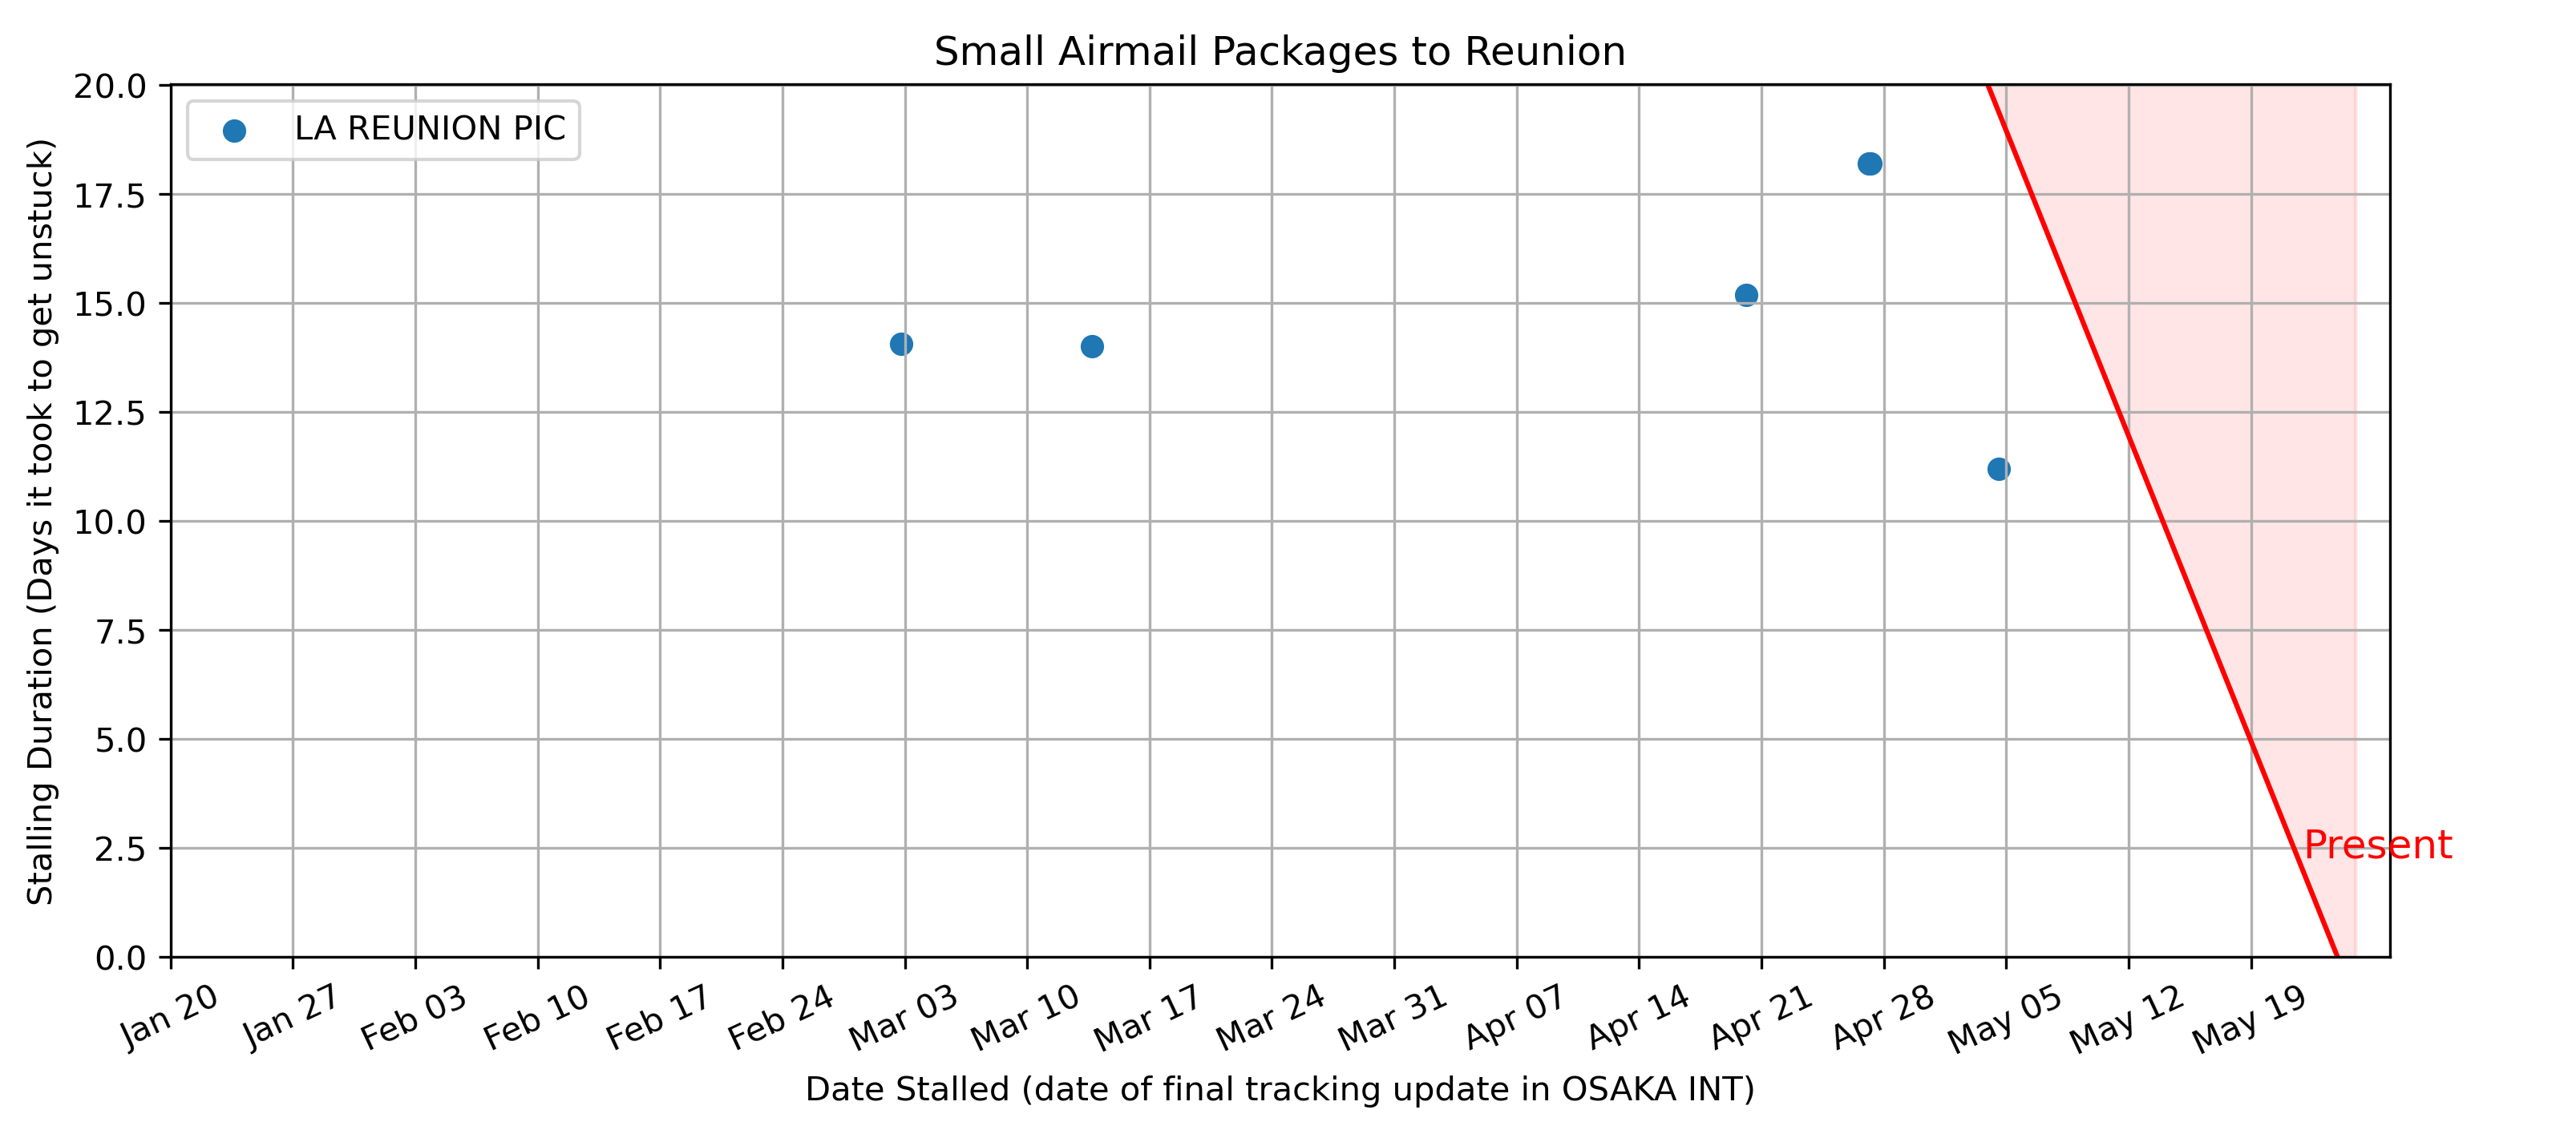 Small Airmail Packages to Reunion
LA REUNION PIC
Stalling Duration (Days it took to get unstuck)
20.0
17.5
15.0
12.5
10.0
7.5
5.0
2.5
0.0
Present
Jan 20
Jan 27
Feb 03
Feb 10
Feb 17
Feb 24
Mar 03
Mar 10
Mar 17
Mar 24
Mar 31
Apr 07
Apr 14
Apr 21
Apr 28
May 05
May 12
May 19
Date Stalled (date of final tracking update in OSAKA INT)